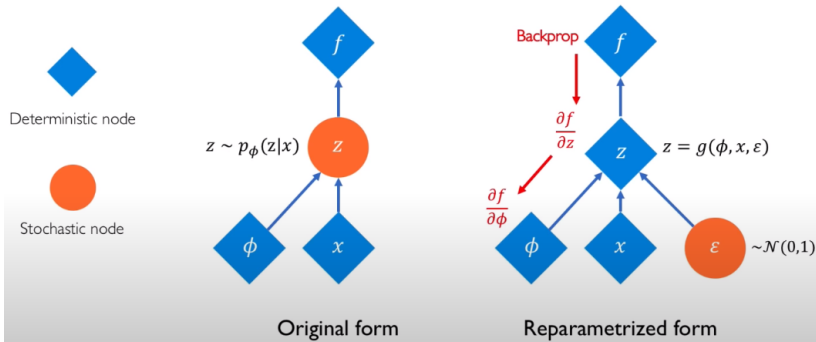 Deterministic node
Stochastic node
f
z ~ p_ϕ(z|x)
z
ϕ
x
Original form
Backprop
f
∂f/∂z
z
z = g(ϕ, x, ε)
∂f/∂ϕ
ϕ
x
ε
~𝒩(0,1)
Reparametrized form